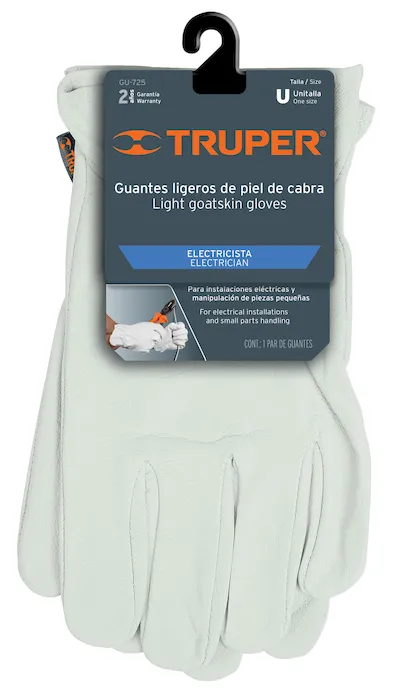 GU-725
2 años
Garantía
Warranty
Talla / Size
U Unitalla
One size
TRUPER®
Guantes ligeros de piel de cabra
Light goatskin gloves
ELECTRICISTA
ELECTRICIAN
Para instalaciones eléctricas y
manipulación de piezas pequeñas
For electrical installations
and small parts handling
CONT.: 1 PAR DE GUANTES